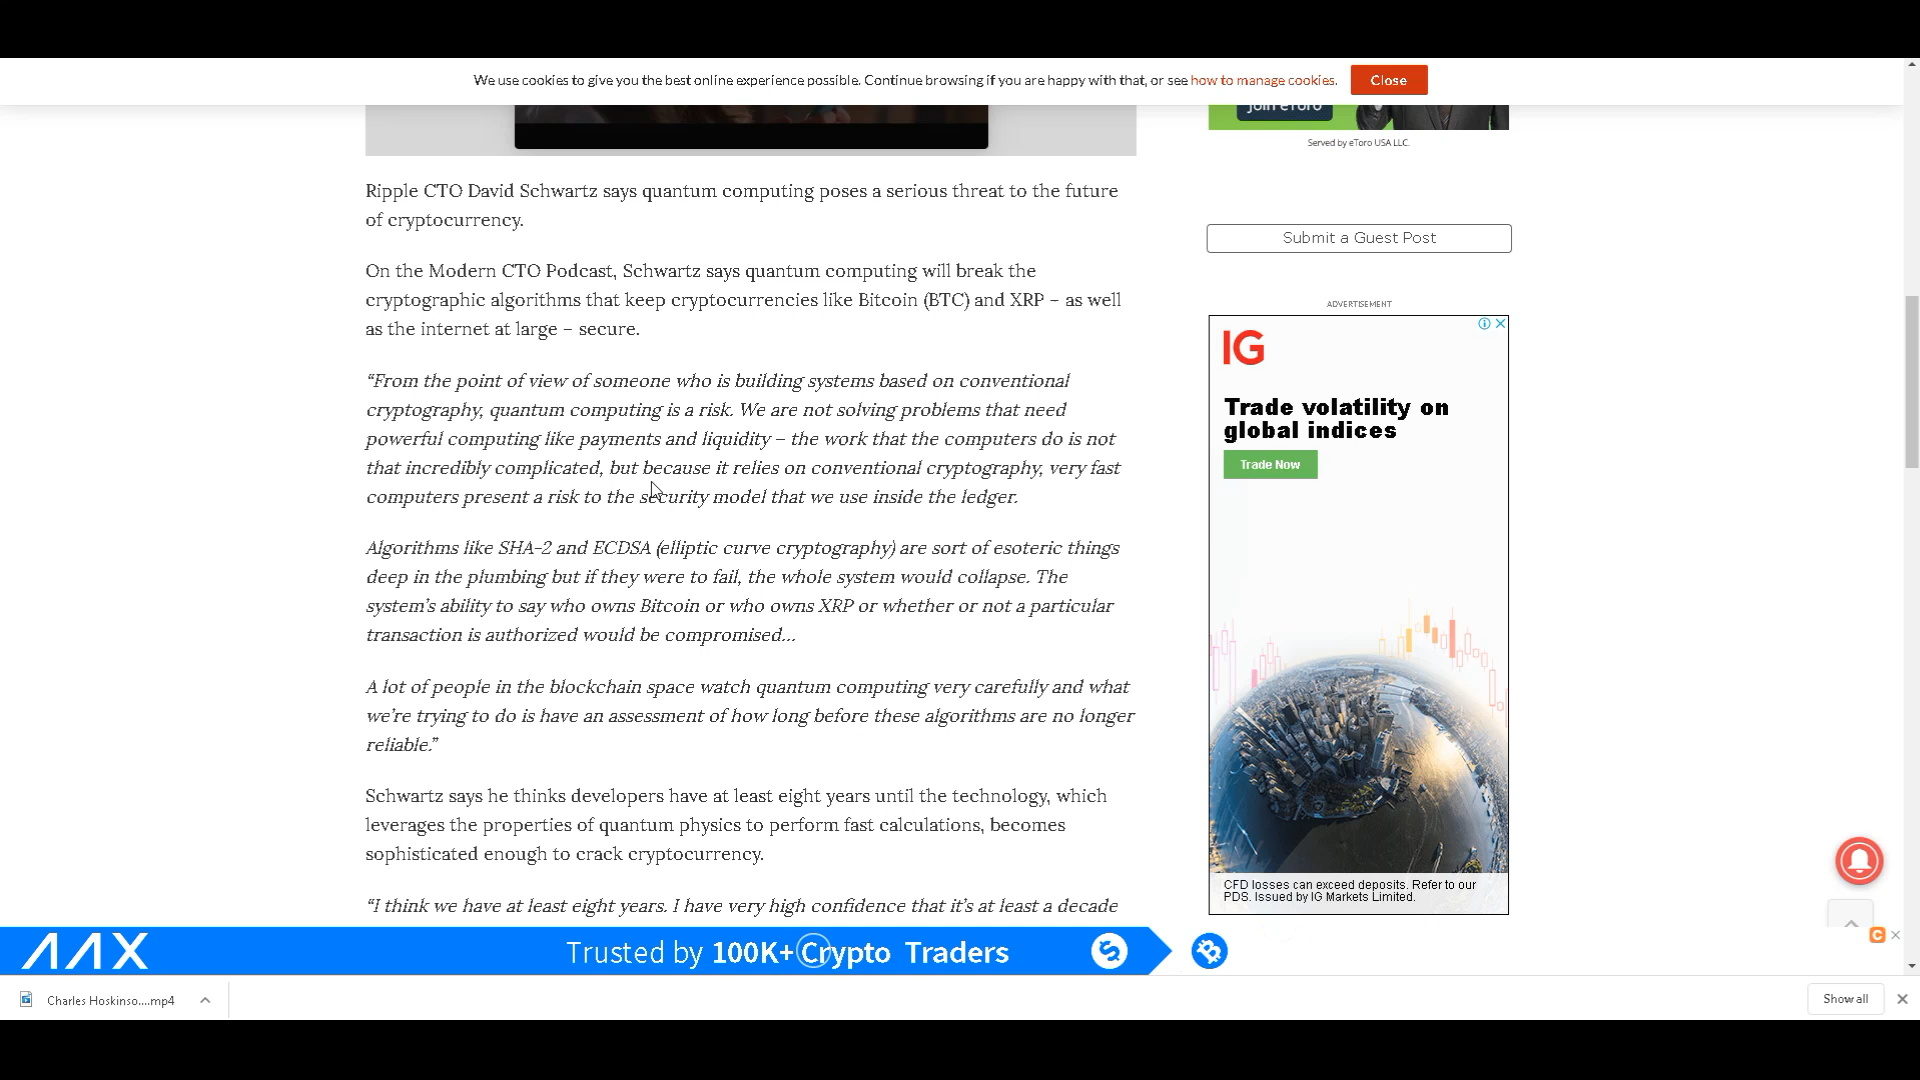 We use cookies to give you the best online experience possible. Continue browsing if you are happy with that, or see how to manage cookies.
Close
Join eToro
Served by eToro USA LLC.
Ripple CTO David Schwartz says quantum computing poses a serious threat to the future
of cryptocurrency.
Submit a Guest Post
On the Modern CTO Podcast, Schwartz says quantum computing will break the
cryptographic algorithms that keep cryptocurrencies like Bitcoin (BTC) and XRP – as well
as the internet at large – secure.
ADVERTISEMENT
IG
Trade volatility on
global indices
Trade Now
“From the point of view of someone who is building systems based on conventional
cryptography, quantum computing is a risk. We are not solving problems that need
powerful computing like payments and liquidity – the work that the computers do is not
that incredibly complicated, but because it relies on conventional cryptography, very fast
computers present a risk to the security model that we use inside the ledger.
Algorithms like SHA-2 and ECDSA (elliptic curve cryptography) are sort of esoteric things
deep in the plumbing but if they were to fail, the whole system would collapse. The
system’s ability to say who owns Bitcoin or who owns XRP or whether or not a particular
transaction is authorized would be compromised…
A lot of people in the blockchain space watch quantum computing very carefully and what
we’re trying to do is have an assessment of how long before these algorithms are no longer
reliable.”
Schwartz says he thinks developers have at least eight years until the technology, which
leverages the properties of quantum physics to perform fast calculations, becomes
sophisticated enough to crack cryptocurrency.
CFD losses can exceed deposits. Refer to our
PDS. Issued by IG Markets Limited.
“I think we have at least eight years. I have very high confidence that it’s at least a decade
AAX
Trusted by 100K+ Crypto Traders
Charles Hoskinso....mp4
Show all